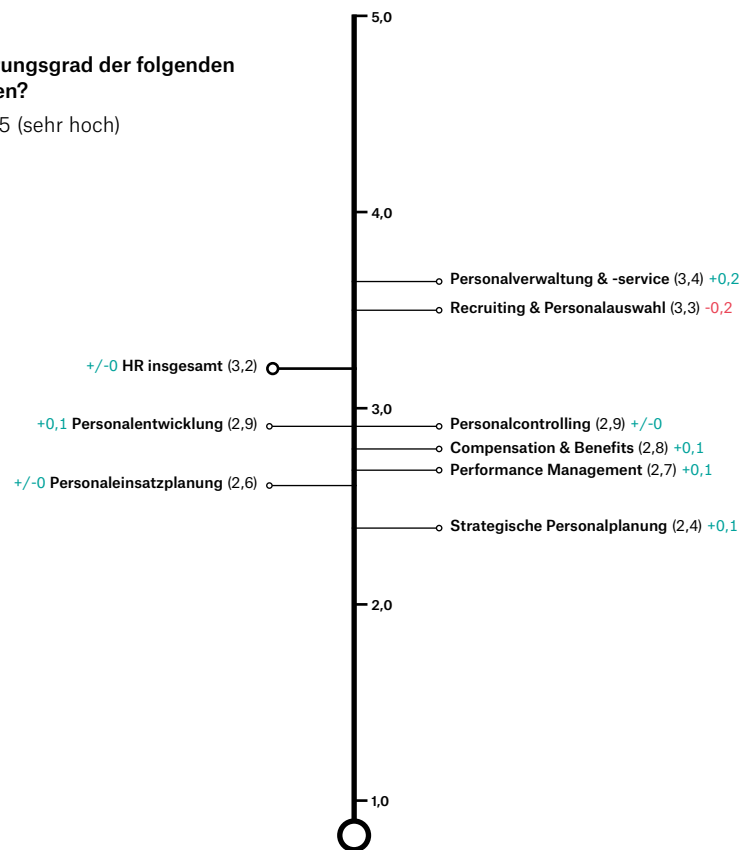 ungsgrad der folgenden
en?
5 (sehr hoch)
5,0
4,0
Personalverwaltung & -service (3,4) +0,2
Recruiting & Personalauswahl (3,3) -0,2
+/-0 HR insgesamt (3,2)
3,0
+0,1 Personalentwicklung (2,9)
Personalcontrolling (2,9) +/-0
Compensation & Benefits (2,8) +0,1
Performance Management (2,7) +0,1
+/-0 Personaleinsatzplanung (2,6)
Strategische Personalplanung (2,4) +0,1
2,0
1,0